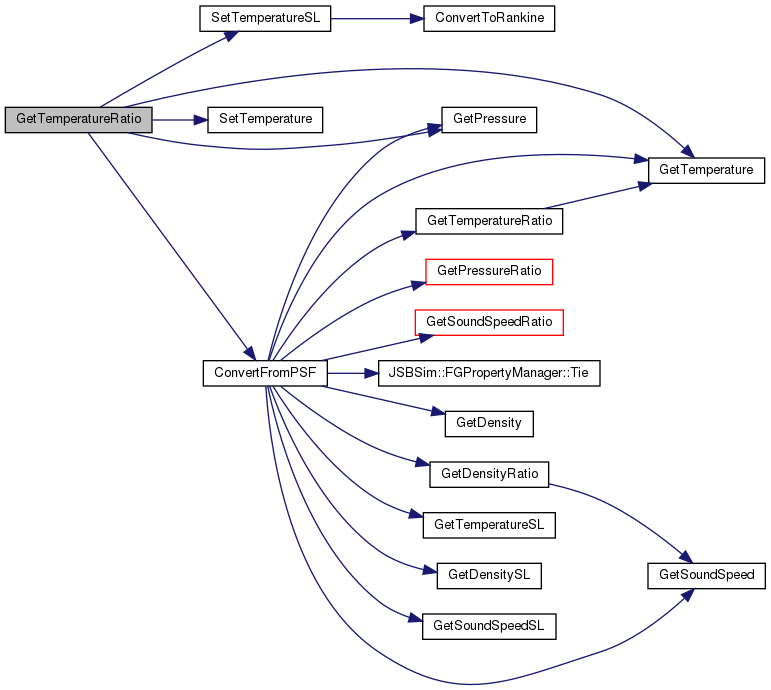 SetTemperatureSL
ConvertToRankine
GetTemperatureRatio
SetTemperature
GetPressure
GetTemperature
GetTemperatureRatio
GetPressureRatio
GetSoundSpeedRatio
ConvertFromPSF
JSBSim::FGPropertyManager::Tie
GetDensity
GetDensityRatio
GetTemperatureSL
GetDensitySL
GetSoundSpeed
GetSoundSpeedSL